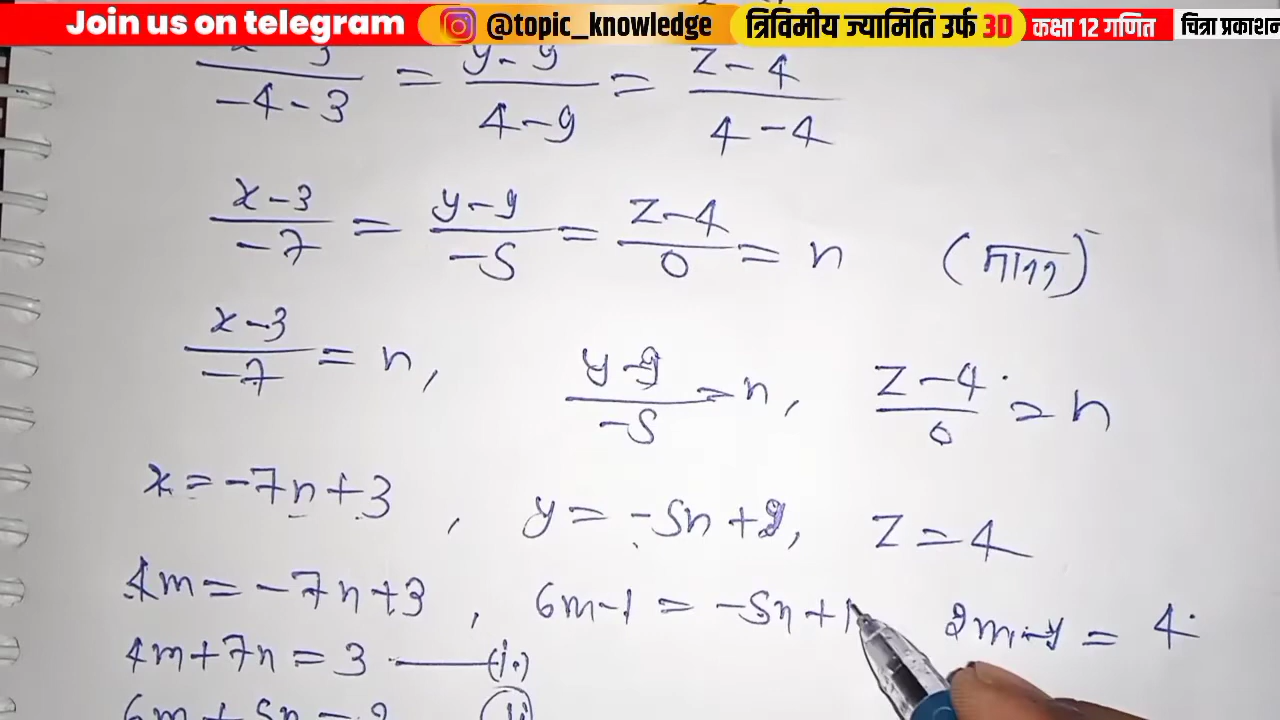 Join us on telegram @topic_knowledge त्रिविमीय ज्यामिति उर्फ 3D कक्षा 12 गणित चित्रा प्रकाशन
x-3/-4-3 = y-9/4-9 = z-4/4-4
x-3/-7 = y-9/-5 = z-4/0 = n (माना)
x-3/-7 = n, y-9/-5 = n, z-4/0 = n
x = -7n+3, y = -5n+9, z = 4
4m = -7n+3, 6m-1 = -5n+ 2m = 4
4m+7n = 3 —— (i)